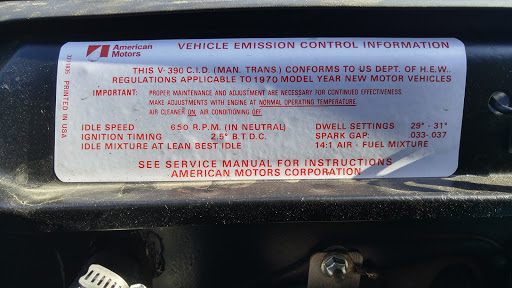 American Motors
VEHICLE EMISSION CONTROL INFORMATION
THIS V-390 C.I.D. (MAN. TRANS.) CONFORMS TO US DEPT. OF H.E.W..
REGULATIONS APPLICABLE TO 1970 MODEL YEAR NEW MOTOR VEHICLES
IMPORTANT: PROPER MAINTENANCE AND ADJUSTMENT ARE NECESSARY FOR CONTINUED EFFECTIVENESS
MAKE ADJUSTMENTS WITH ENGINE AT NORMAL OPERATING TEMPERATURE.
AIR CLEANER ON, AIR CONDITIONING OFF
IDLE SPEED 650 R.P.M. (IN NEUTRAL) DWELL SETTINGS 29° - 31°
IGNITION TIMING 2.5° B.T.D.C. SPARK GAP: 033-037
IDLE MIXTURE AT LEAN BEST IDLE 14:1 AIR - FUEL MIXTURE
SEE SERVICE MANUAL FOR INSTRUCTIONS
AMERICAN MOTORS CORPORATION
PRINTED IN USA